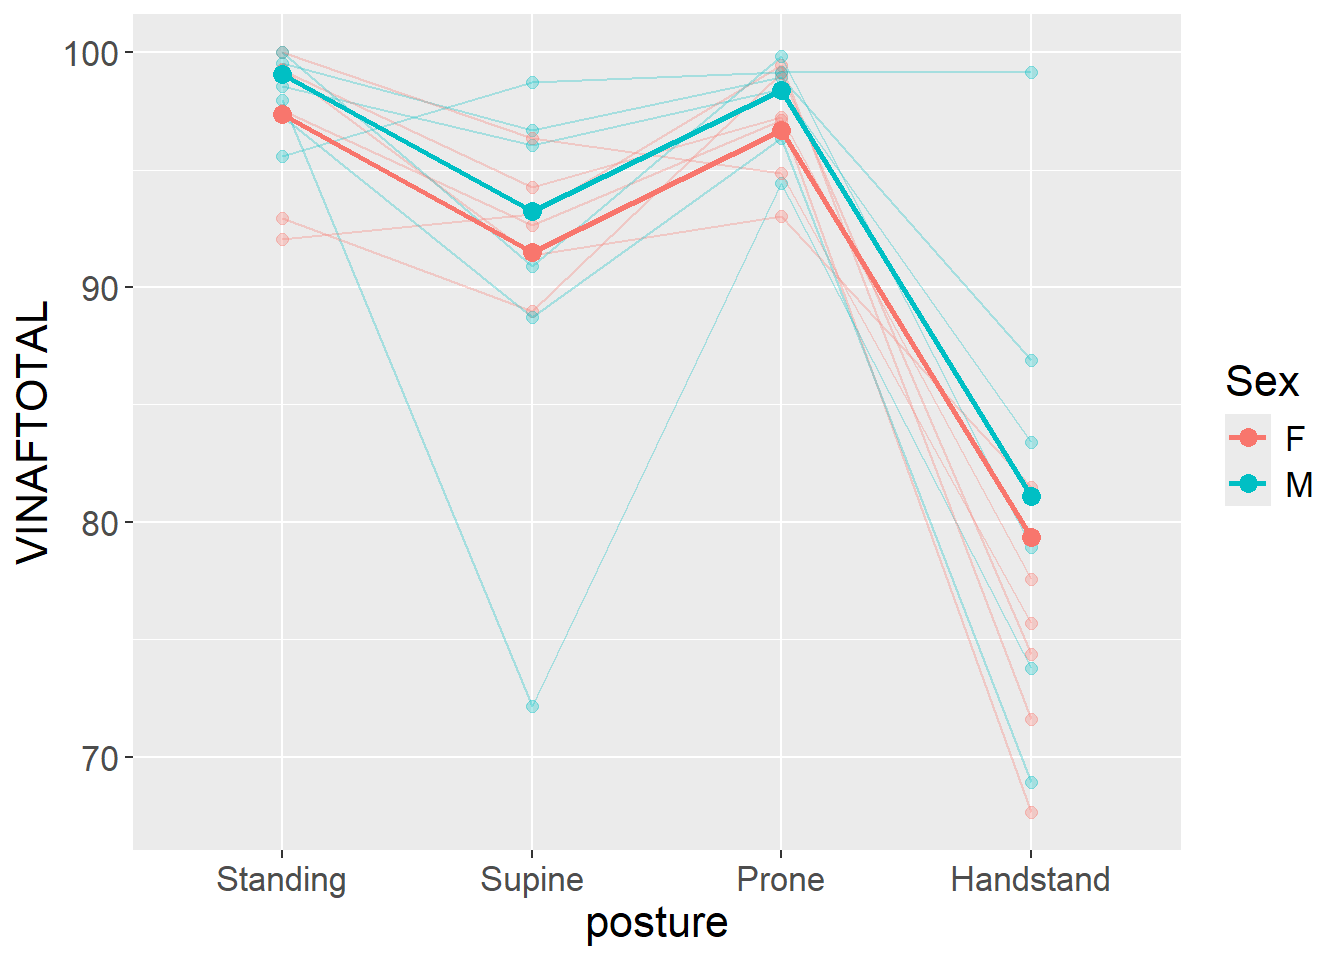 VINAFTOTAL
100
90
80
70
Standing
Supine
Prone
Handstand
posture
Sex
F
M